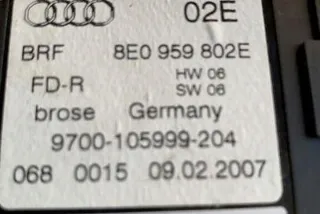 02E
BRF 8E0 959 802E
FD-R HW 06
SW 06
brose Germany
9700-105999-204
068 0015 09.02.2007